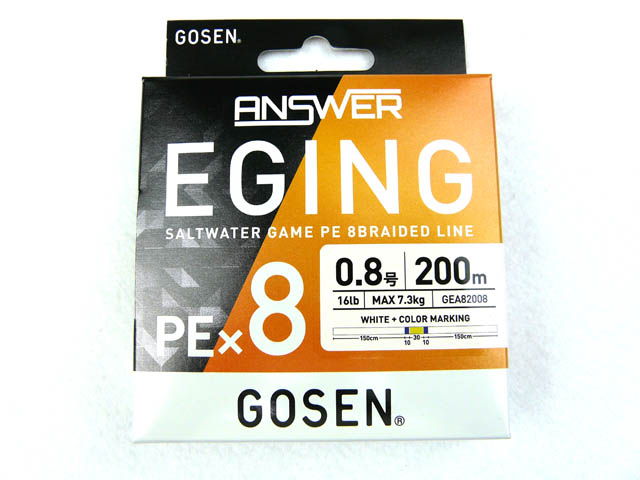 GOSEN®
ANSWER
EGING
SALTWATER GAME PE 8BRAIDED LINE
0.8号 200m
16lb MAX 7.3kg GEA82008
WHITE + COLOR MARKING
150cm 30 150cm
10 10
PE×8
GOSEN®